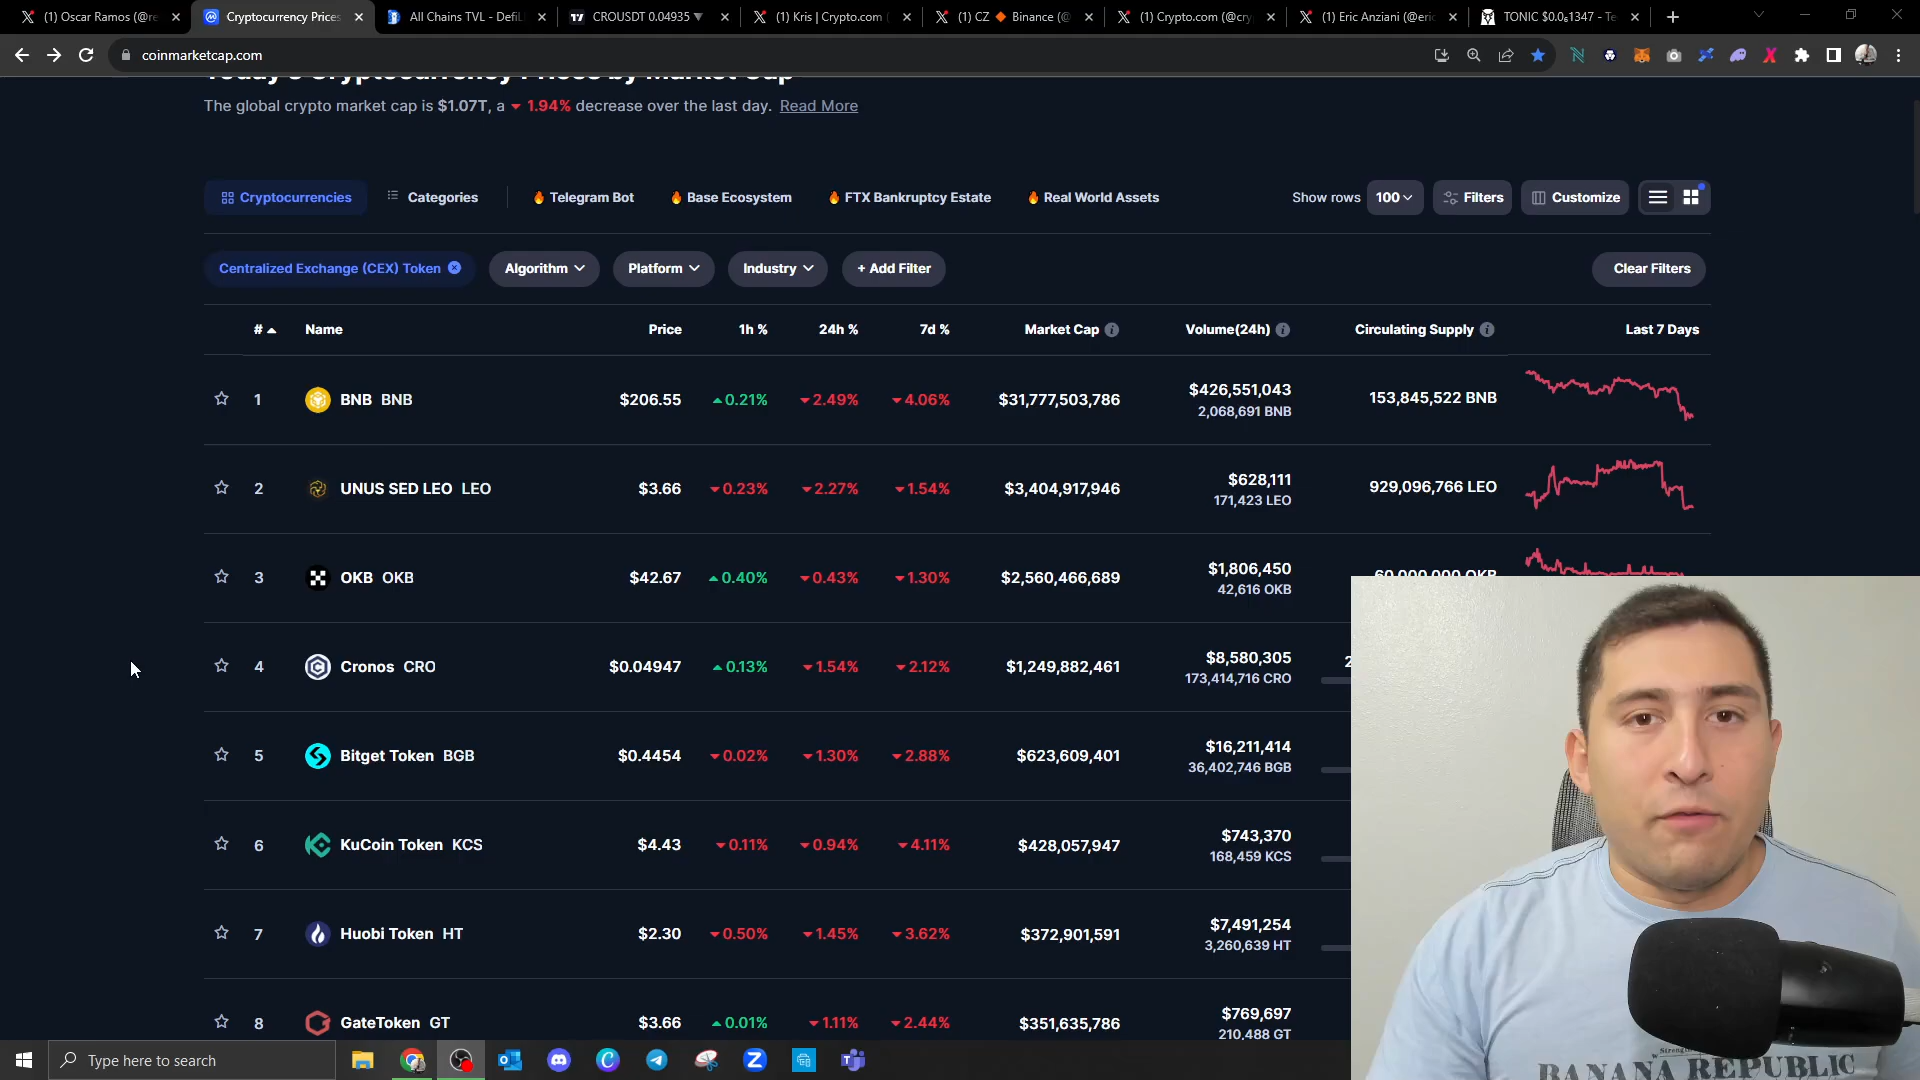 (1) Oscar Ramos (@re
Cryptocurrency Prices
All Chains TVL - DefiL
CROUSDT 0.04935 ▼
(1) Kris | Crypto.com (
(1) CZ 🔶 Binance (@
(1) Crypto.com (@cry
(1) Eric Anziani (@eric
TONIC $0.0₆1347 - Te
coinmarketcap.com
Today's Cryptocurrency Prices by Market Cap
The global crypto market cap is $1.07T, a ▼ 1.94% decrease over the last day. Read More
Cryptocurrencies
Categories
🔥 Telegram Bot
🔥 Base Ecosystem
🔥 FTX Bankruptcy Estate
🔥 Real World Assets
Show rows
100
Filters
Customize
Centralized Exchange (CEX) Token
Algorithm
Platform
Industry
+ Add Filter
Clear Filters
# Name Price 1h % 24h % 7d % Market Cap Volume(24h) Circulating Supply Last 7 Days
1 BNB BNB $206.55 0.21% 2.49% 4.06% $31,777,503,786 $426,551,043 153,845,522 BNB
2,068,691 BNB
2 UNUS SED LEO LEO $3.66 0.23% 2.27% 1.54% $3,404,917,946 $628,111 929,096,766 LEO
171,423 LEO
3 OKB OKB $42.67 0.40% 0.43% 1.30% $2,560,466,689 $1,806,450 60,000,000 OKB
42,616 OKB
4 Cronos CRO $0.04947 0.13% 1.54% 2.12% $1,249,882,461 $8,580,305 2
173,414,716 CRO
5 Bitget Token BGB $0.4454 0.02% 1.30% 2.88% $623,609,401 $16,211,414
36,402,746 BGB
6 KuCoin Token KCS $4.43 0.11% 0.94% 4.11% $428,057,947 $743,370
168,459 KCS
7 Huobi Token HT $2.30 0.50% 1.45% 3.62% $372,901,591 $7,491,254
3,260,639 HT
8 GateToken GT $3.66 0.01% 1.11% 2.44% $351,635,786 $769,697
210,488 GT
BANANA REPUBLIC
Type here to search